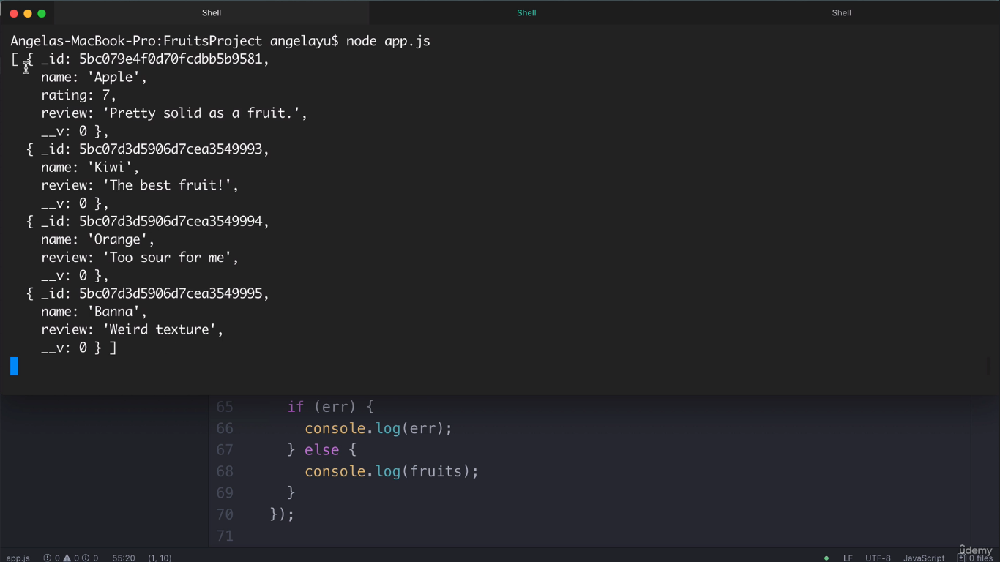 Shell Shell Shell
Angelas-MacBook-Pro:FruitsProject angelayu$ node app.js
[ { _id: 5bc079e4f0d70fcdbb5b9581,
name: 'Apple',
rating: 7,
review: 'Pretty solid as a fruit.',
__v: 0 },
{ _id: 5bc07d3d5906d7cea3549993,
name: 'Kiwi',
review: 'The best fruit!',
__v: 0 },
{ _id: 5bc07d3d5906d7cea3549994,
name: 'Orange',
review: 'Too sour for me',
__v: 0 },
{ _id: 5bc07d3d5906d7cea3549995,
name: 'Banna',
review: 'Weird texture',
__v: 0 } ]
65 if (err) {
66 console.log(err);
67 } else {
68 console.log(fruits);
69 }
70 });
71
app.js 0 0 0 55:20 (1, 10) LF UTF-8 JavaScript 0 files
ûdemy